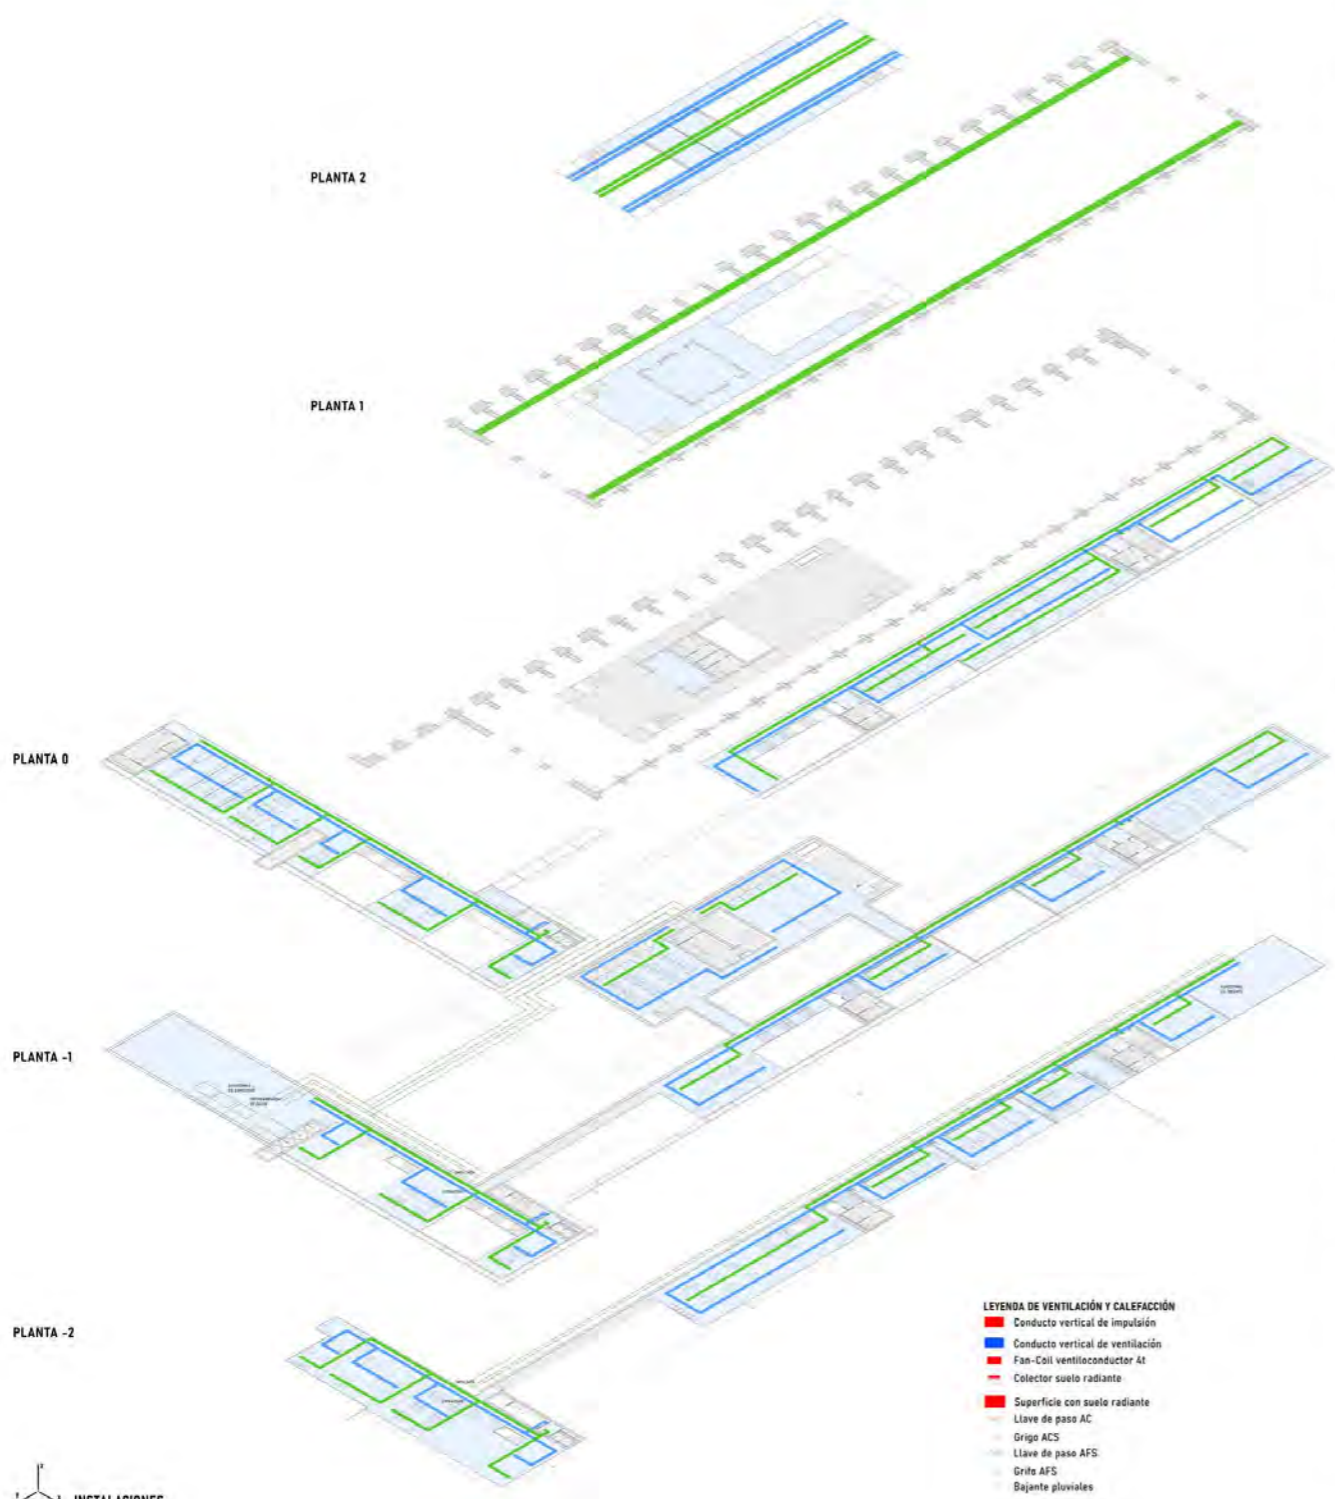 PLANTA 2
PLANTA 1
PLANTA 0
PLANTA -1
PLANTA -2
LEYENDA DE VENTILACIÓN Y CALEFACCIÓN
Conducto vertical de impulsión
Conducto vertical de ventilación
Fan-Coil ventiloconductor 4t
Colector suelo radiante
Superficie con suelo radiante
Llave de paso AC
Grigo ACS
Llave de paso AFS
Grifo AFS
Bajante pluviales
INSTALACIONES